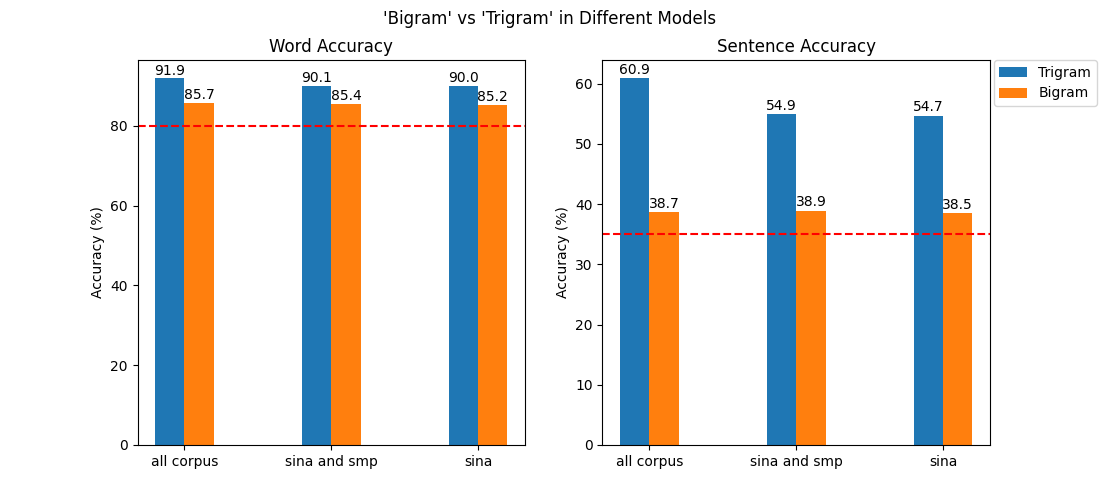 'Bigram' vs 'Trigram' in Different Models
Word Accuracy
Accuracy (%)
80
60
40
20
0
91.9
85.7
90.1
85.4
90.0
85.2
all corpus
sina and smp
sina
Sentence Accuracy
Accuracy (%)
60
50
40
30
20
10
0
60.9
38.7
54.9
38.9
54.7
38.5
all corpus
sina and smp
sina
Trigram
Bigram